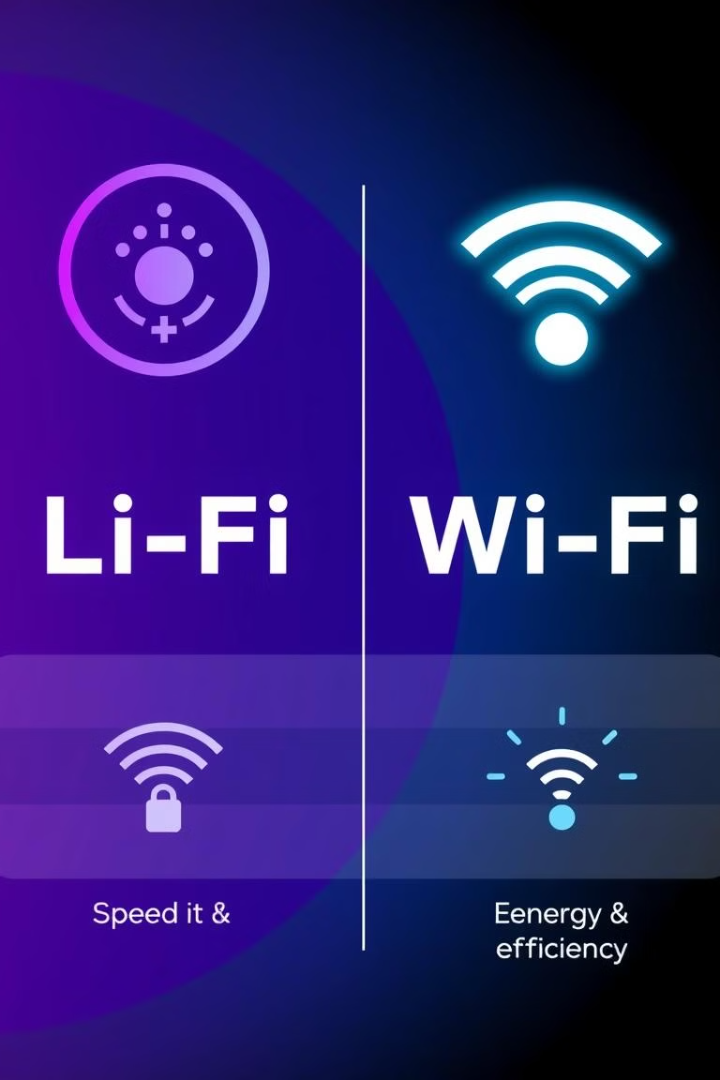 Li-Fi
Wi-Fi
Speed it &
Eenergy &
efficiency